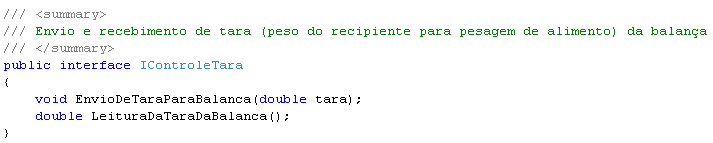 /// <summary>
/// Envio e recebimento de tara (peso do recipiente para pesagem de alimento) da balança
/// </summary>
public interface IControleTara
{
    void EnvioDeTaraParaBalanca(double tara);
    double LeituraDaTaraDaBalanca();
}